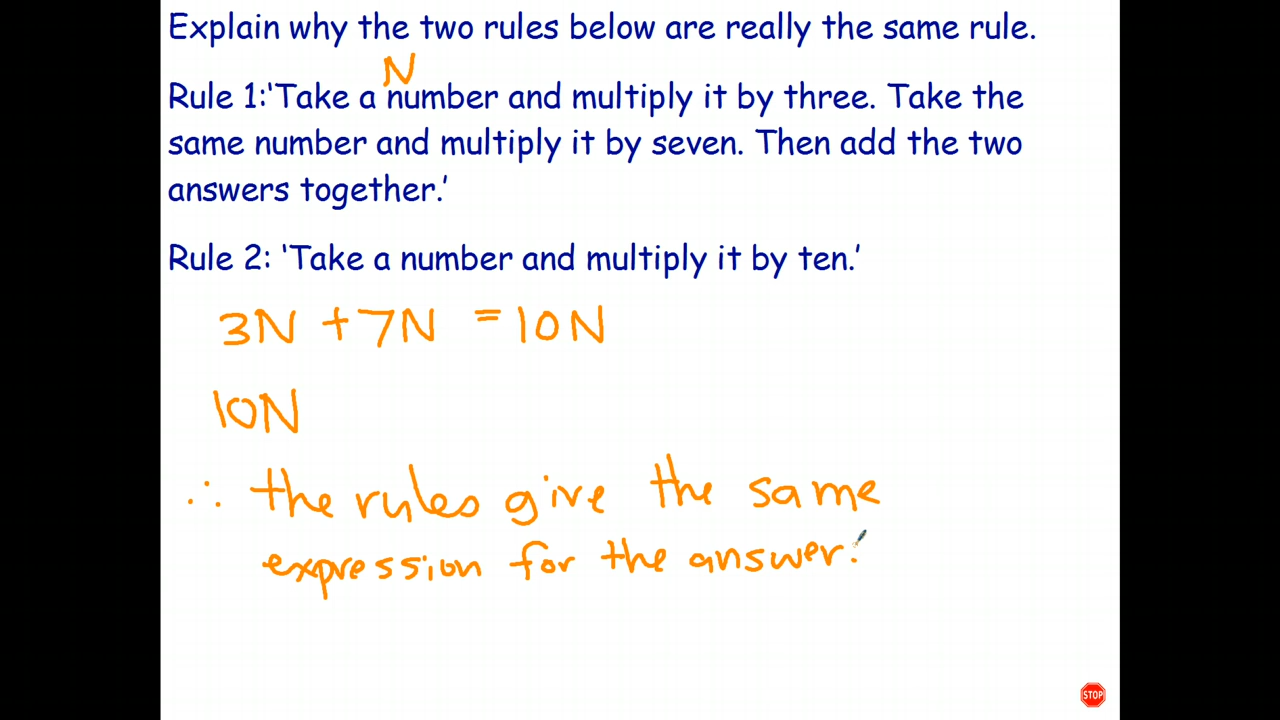 Explain why the two rules below are really the same rule.
N
Rule 1:‘Take a number and multiply it by three. Take the
same number and multiply it by seven. Then add the two
answers together.’
Rule 2: ‘Take a number and multiply it by ten.’
3N + 7N = 10N
10N
∴ the rules give the same
expression for the answer.
STOP